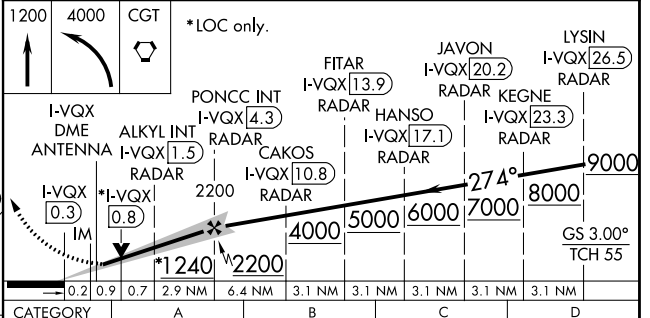 1200 4000 CGT
*LOC only.
LYSIN
I-VQX 26.5
RADAR
JAVON
I-VQX 20.2
RADAR
FITAR
I-VQX 13.9
RADAR
KEGNE
I-VQX 23.3
RADAR
PONCC INT
I-VQX 4.3
RADAR
HANSO
I-VQX 17.1
RADAR
I-VQX
DME
ANTENNA
ALKYL INT
I-VQX 1.5
RADAR
CAKOS
I-VQX 10.8
RADAR
I-VQX
0.3
*I-VQX
0.8
IM
2200
274°
9000
8000
7000
6000
5000
4000
2200
*1240
GS 3.00°
TCH 55
0.2 0.9 0.7 2.9 NM 6.4 NM 3.1 NM 3.1 NM 3.1 NM 3.1 NM 3.1 NM
CATEGORY A B C D